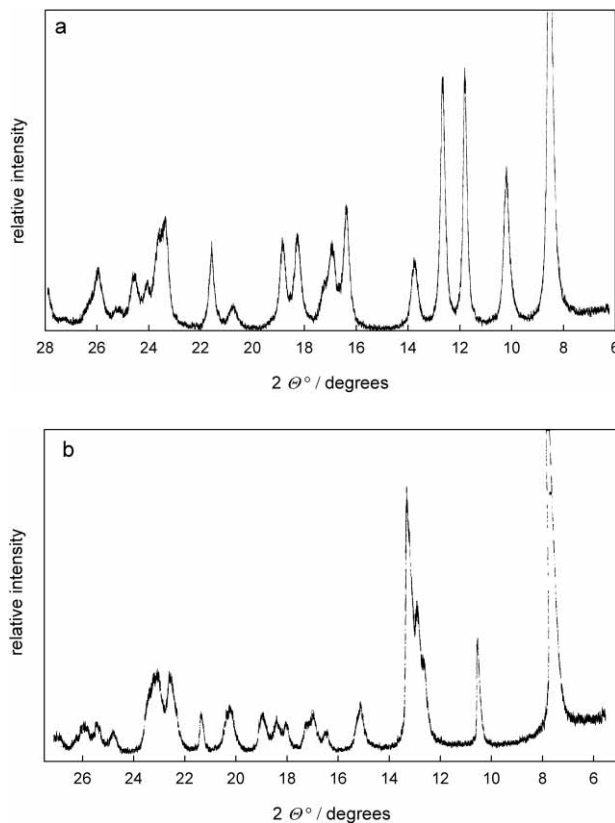 a
relative intensity
28 26 24 22 20 18 16 14 12 10 8 6
2 Θ° / degrees
b
relative intensity
26 24 22 20 18 16 14 12 10 8 6
2 Θ° / degrees